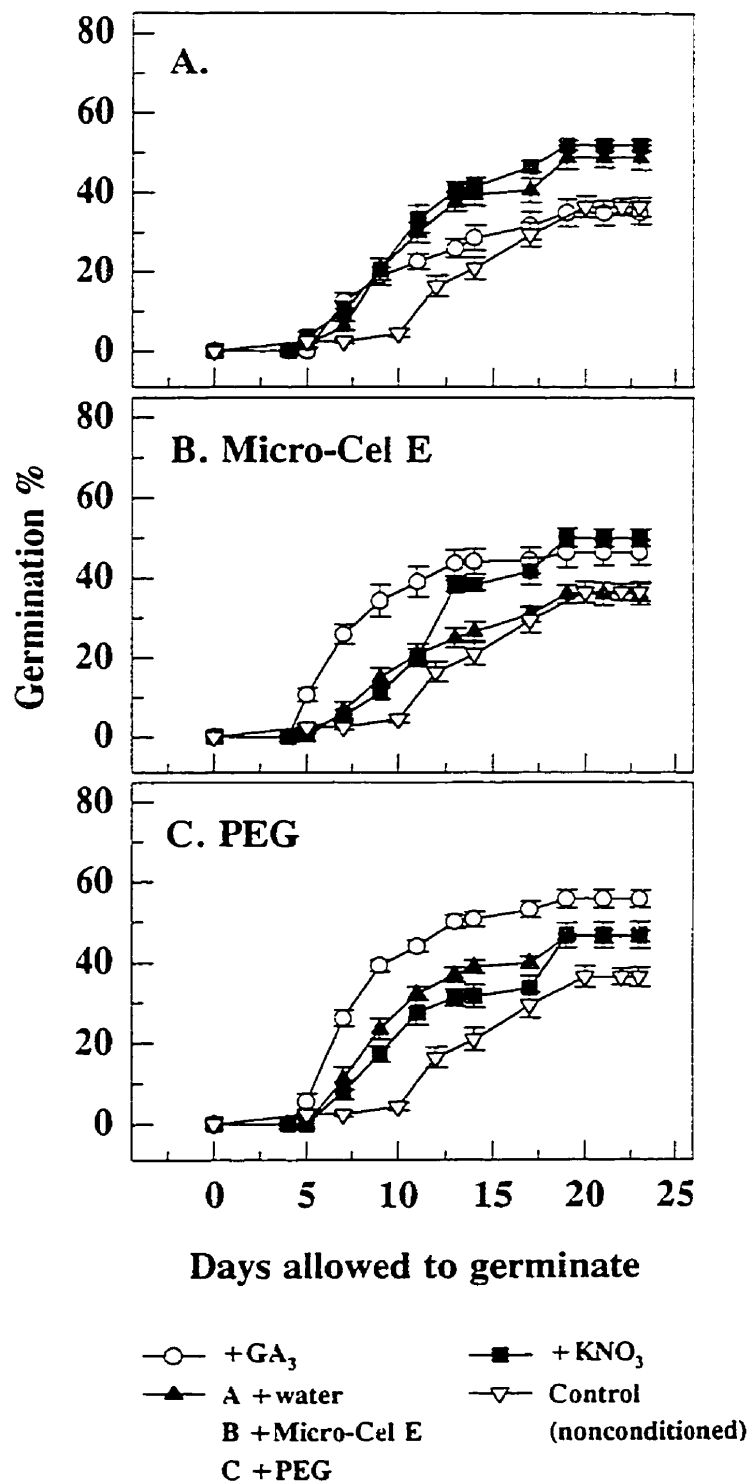 80
60
40
20
0
A.
80
60
40
20
0
B. Micro-Cel E
Germination %
80
60
40
20
0
C. PEG
0 5 10 15 20 25
Days allowed to germinate
+GA₃
+KNO₃
A +water
B +Micro-Cel E
C +PEG
Control
(nonconditioned)